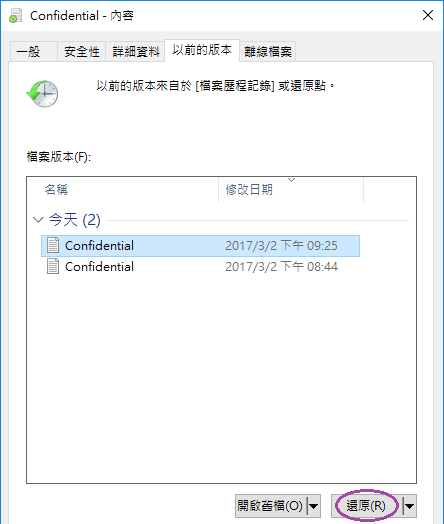 Confidential - 內容
一般 安全性 詳細資料 以前的版本 離線檔案
以前的版本來自於 [檔案歷程記錄] 或還原點。
檔案版本(F):
名稱 修改日期
今天 (2)
Confidential 2017/3/2 下午 09:25
Confidential 2017/3/2 下午 08:44
開啟舊檔(O) 還原(R)